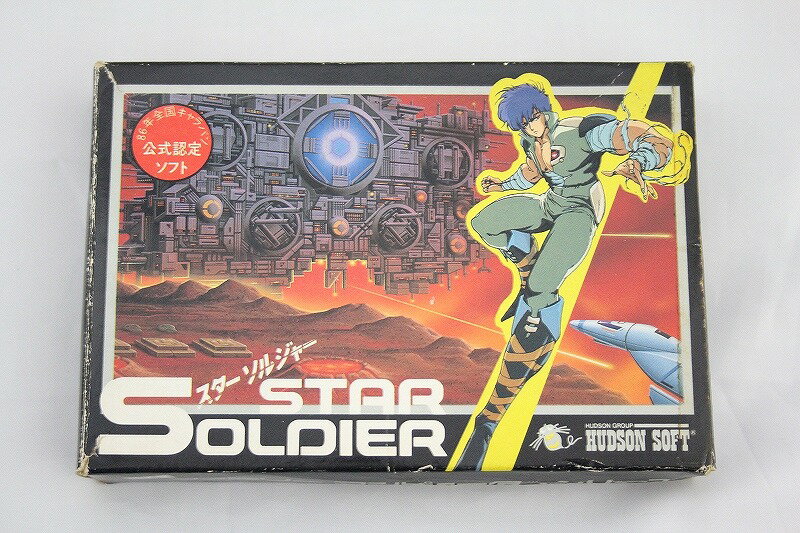 '86年全国キャラバン
公式認定
ソフト
スターソルジャー
STAR
SOLDIER
HUDSON GROUP
HUDSON SOFT®